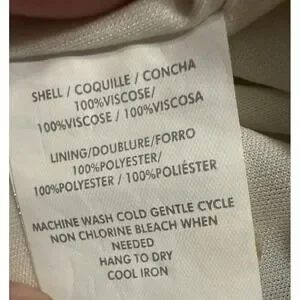 SHELL / COQUILLE / CONCHA
100%VISCOSE/
100%VISCOSE / 100%VISCOSA
LINING/DOUBLURE/FORRO
100%POLYESTER/
100%POLYESTER / 100%POLIÉSTER
MACHINE WASH COLD GENTLE CYCLE
NON CHLORINE BLEACH WHEN
NEEDED
HANG TO DRY
COOL IRON